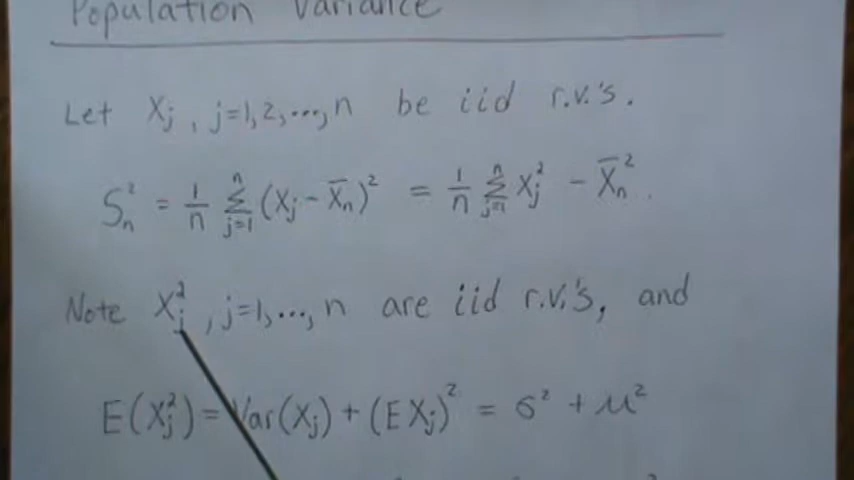 Population Variance
Let Xj, j=1,2,...,n be iid r.v.'s.
Sₙ² = 1/n Σⱼ₌₁ⁿ (Xj - X̄ₙ)² = 1/n Σⱼ₌₁ⁿ Xj² - X̄ₙ².
Note Xj², j=1,...,n are iid r.v.'s, and
E(Xj²) = Var(Xj) + (EXj)² = σ² + μ²